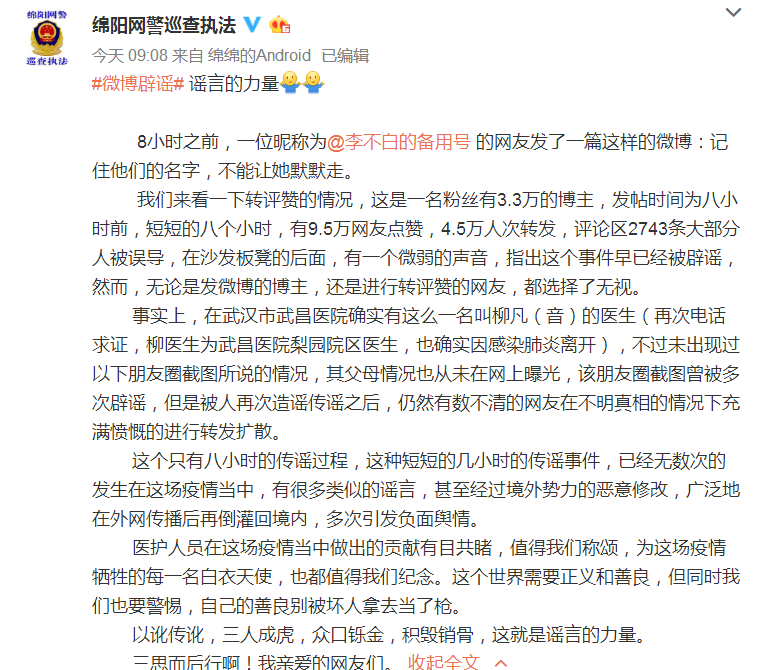 绵阳网警
巡查执法
绵阳网警巡查执法
今天 09:08 来自 绵绵的Android 已编辑
#微博辟谣# 谣言的力量
8小时之前，一位昵称为@李不白的备用号 的网友发了一篇这样的微博：记
住他们的名字，不能让她默默走。
我们来看一下转评赞的情况，这是一名粉丝有3.3万的博主，发帖时间为八小
时前，短短的八个小时，有9.5万网友点赞，4.5万人次转发，评论区2743条大部分
人被误导，在沙发板凳的后面，有一个微弱的声音，指出这个事件早已经被辟谣，
然而，无论是发微博的博主，还是进行转评赞的网友，都选择了无视。
事实上，在武汉市武昌医院确实有这么一名叫柳凡（音）的医生（再次电话
求证，柳医生为武昌医院梨园院区医生，也确实因感染肺炎离开），不过未出现过
以下朋友圈截图所说的情况，其父母情况也从未在网上曝光，该朋友圈截图曾被多
次辟谣，但是被人再次造谣传谣之后，仍然有数不清的网友在不明真相的情况下充
满愤慨的进行转发扩散。
这个只有八小时的传谣过程，这种短短的几小时的传谣事件，已经无数次的
发生在这场疫情当中，有很多类似的谣言，甚至经过境外势力的恶意修改，广泛地
在外网传播后再倒灌回境内，多次引发负面舆情。
医护人员在这场疫情当中做出的贡献有目共睹，值得我们称颂，为这场疫情
牺牲的每一名白衣天使，也都值得我们纪念。这个世界需要正义和善良，但同时我
们也要警惕，自己的善良别被坏人拿去当了枪。
以讹传讹，三人成虎，众口铄金，积毁销骨，这就是谣言的力量。
三思而后行啊！我亲爱的网友们。 收起全文